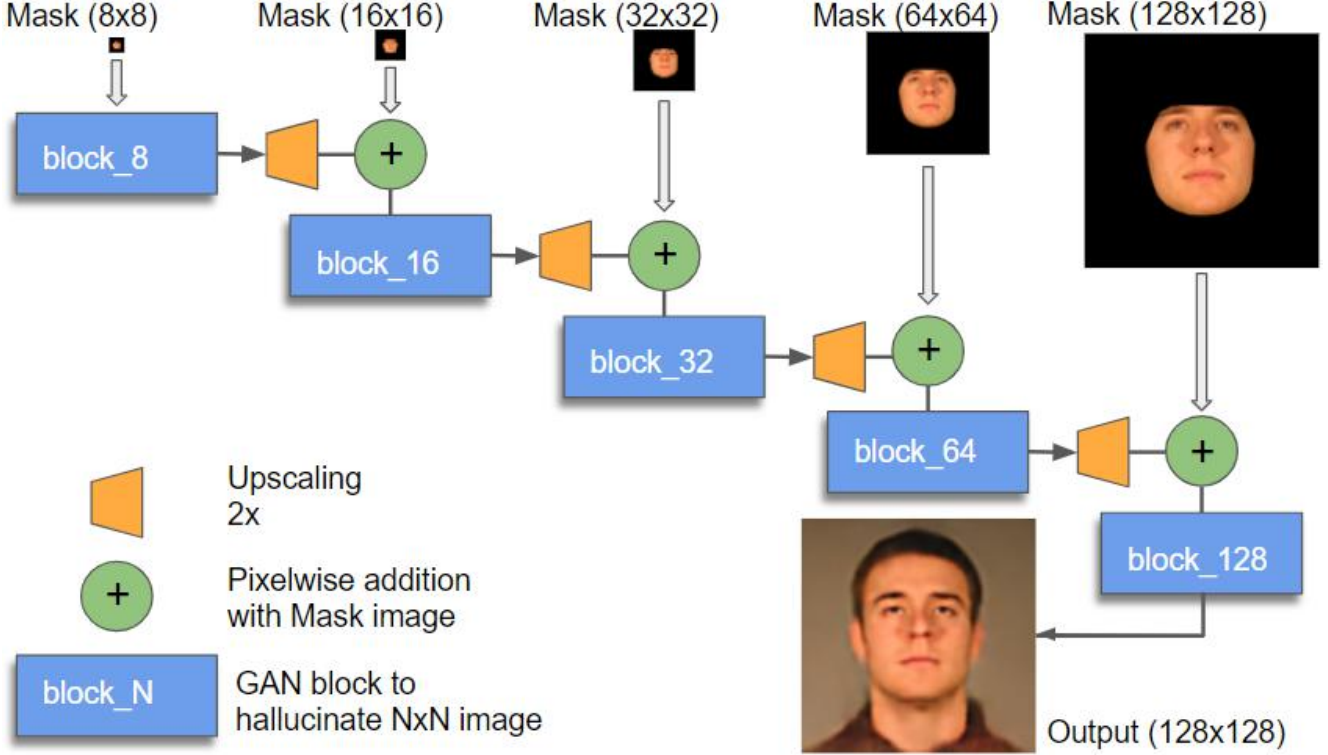 Mask (8x8)
Mask (16x16)
Mask (32x32)
Mask (64x64)
Mask (128x128)
block_8
+
block_16
+
block_32
+
block_64
+
block_128
Upscaling
2x
+
Pixelwise addition
with Mask image
block_N
GAN block to
hallucinate NxN image
Output (128x128)